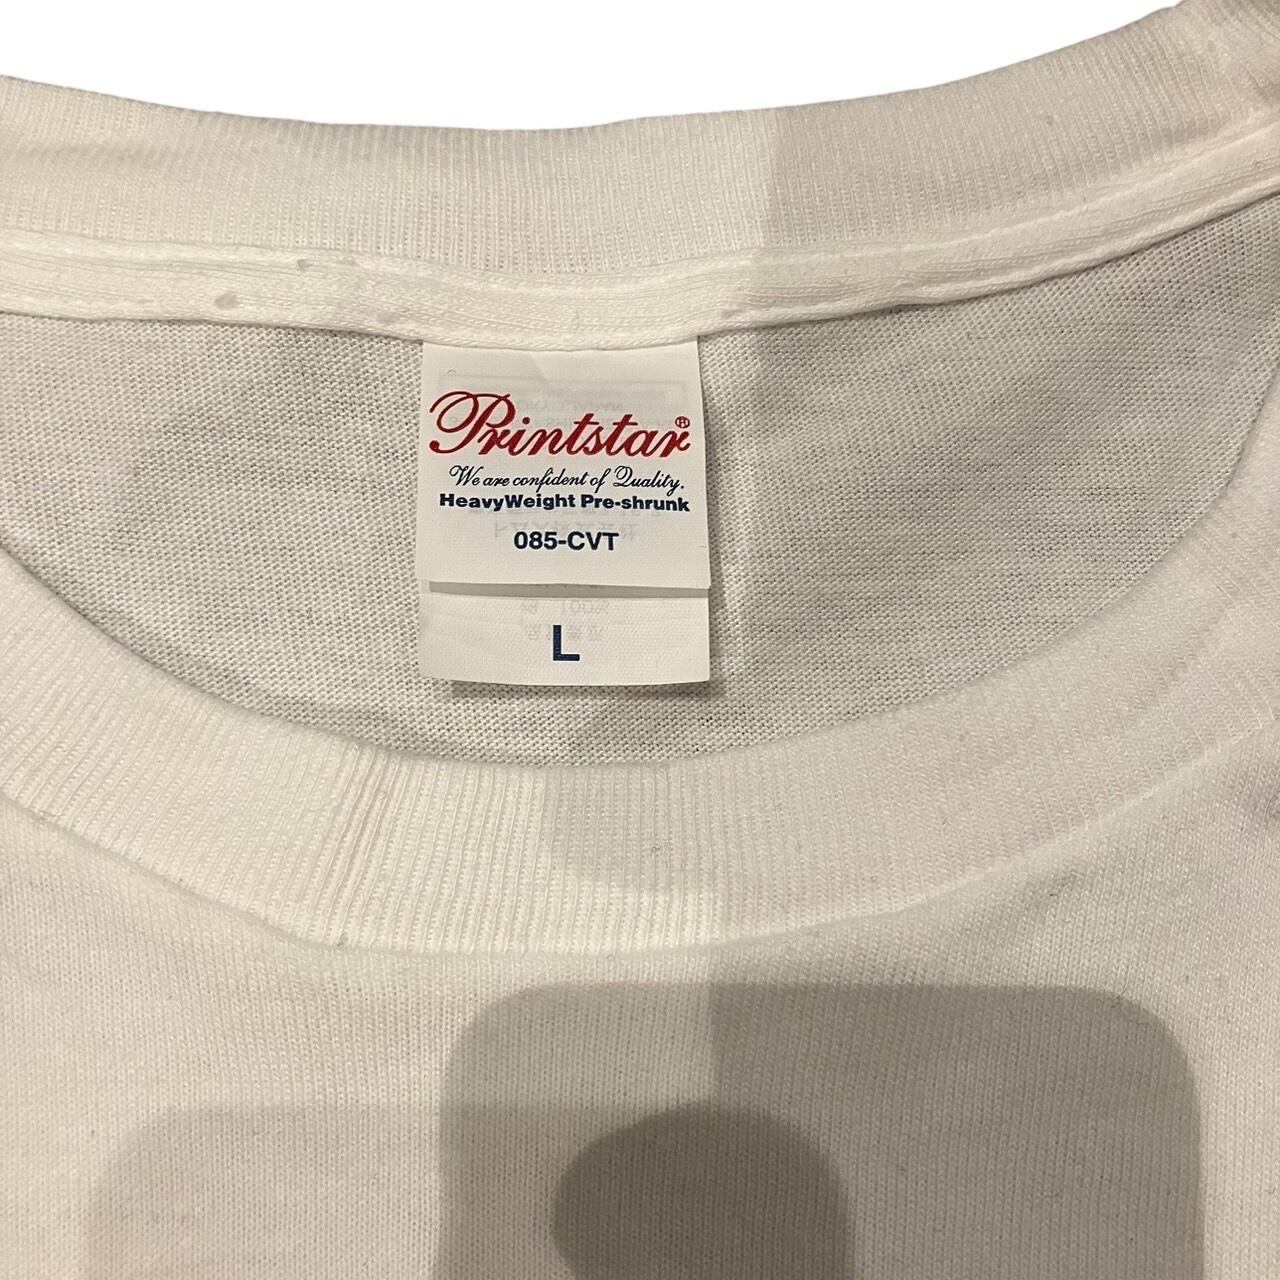 Printstar®
We are confident of Quality.
HeavyWeight Pre-shrunk
085-CVT
L